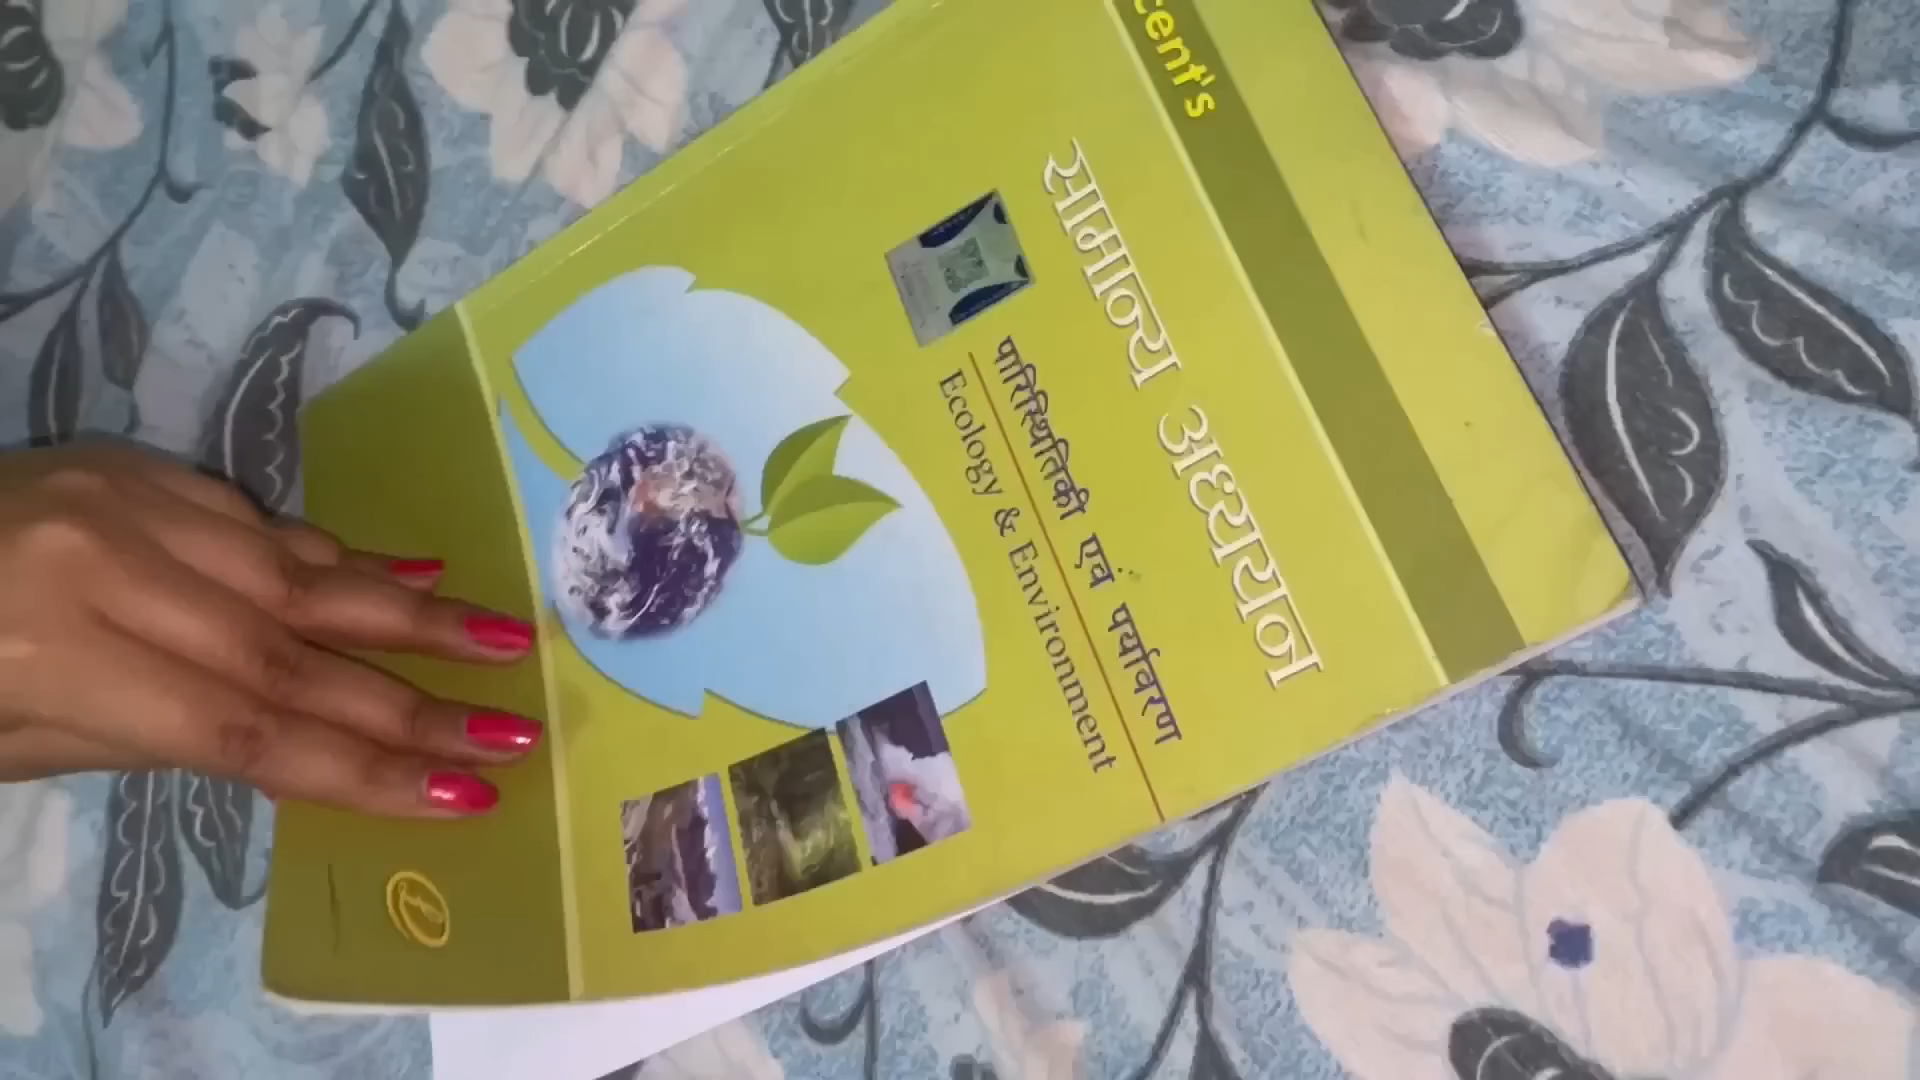 cent's
सामान्य अध्ययन
पारिस्थितिकी एवं पर्यावरण
Ecology & Environment